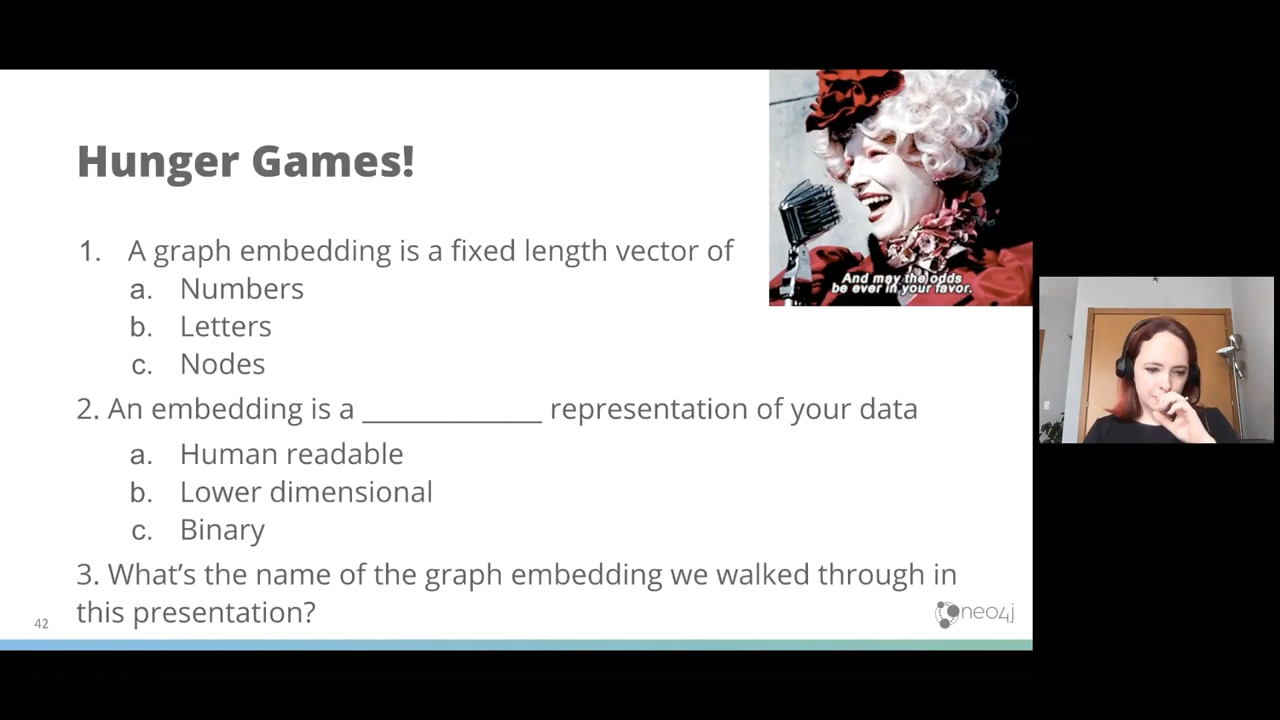 Hunger Games!
And may the odds
be ever in your favor.
1. A graph embedding is a fixed length vector of
a. Numbers
b. Letters
c. Nodes
2. An embedding is a _____________ representation of your data
a. Human readable
b. Lower dimensional
c. Binary
3. What’s the name of the graph embedding we walked through in
this presentation?
42
neo4j